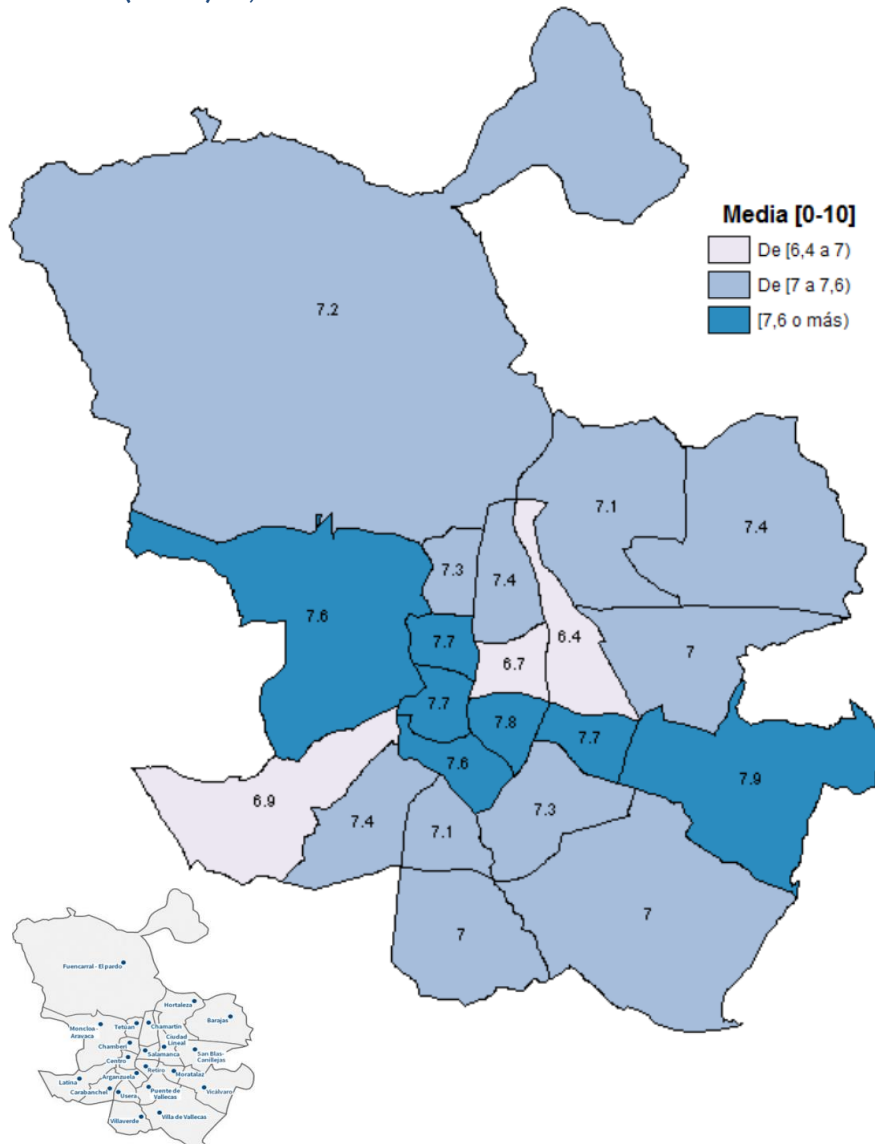 Media [0-10]
De [6,4 a 7)
De [7 a 7,6)
[7,6 o más)
7.2
7.1
7.4
7.3
7.4
7.6
6.4
7.7
6.7
7
7.7
7.8
7.7
7.6
7.9
6.9
7.4
7.1
7.3
7
7
Fuencarral - El pardo
Hortaleza
Barajas
Moncloa -
Aravaca
Tetuan
Chamartín
Ciudad
Lineal
Chamberí
Salamanca
San Blas-
Canillejas
Centro
Retiro
Moratalaz
Arganzuela
Latina
Carabanchel
Usera
Puente de
Vallecas
Vicálvaro
Villaverde
Villa de Vallecas